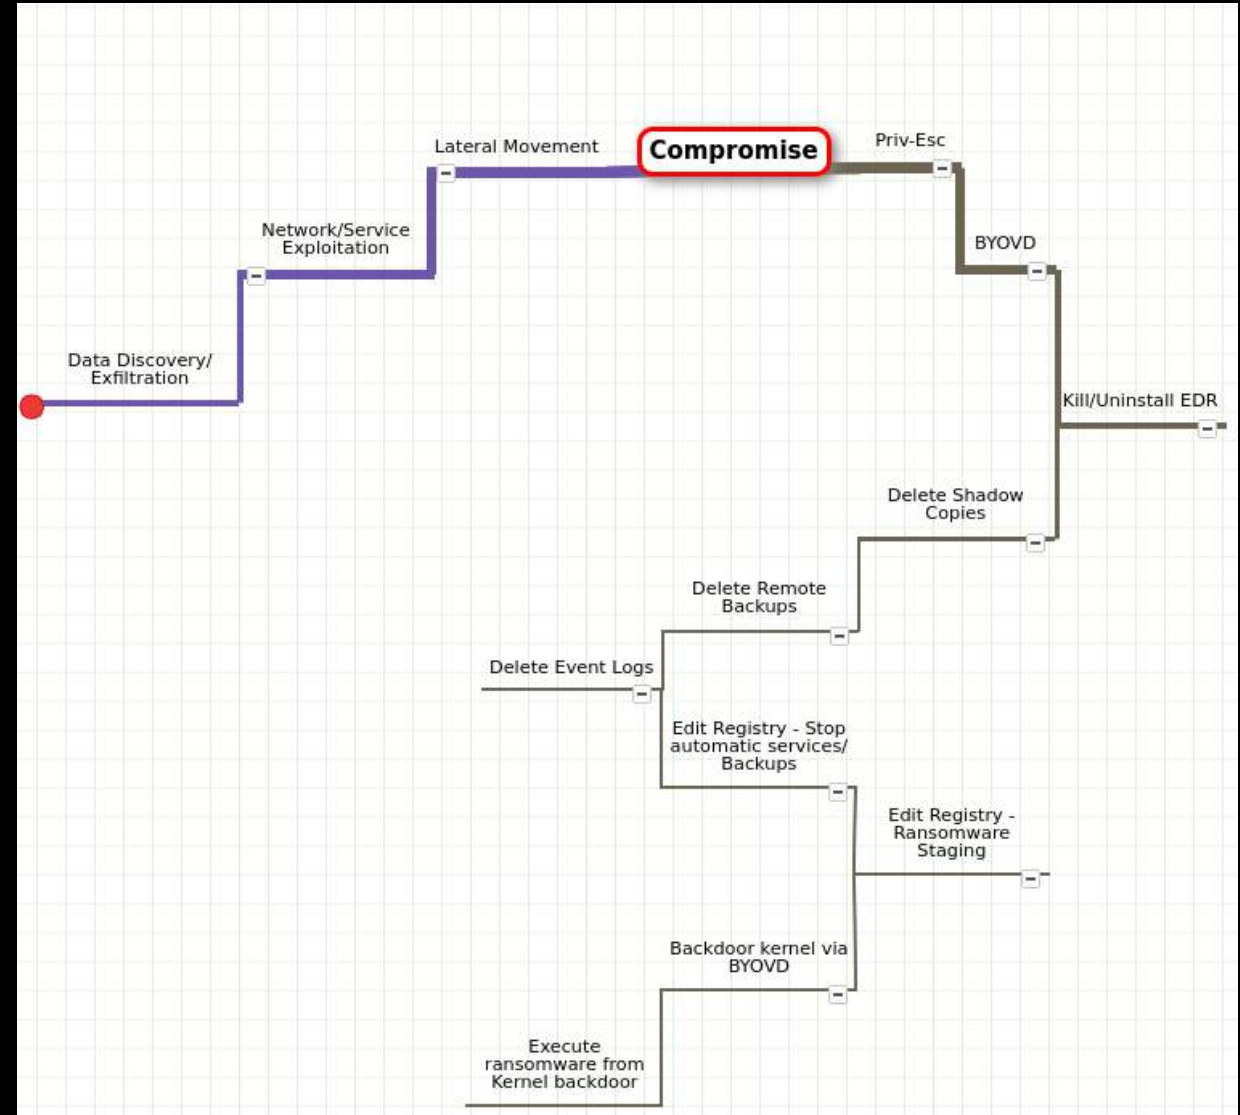 Compromise
Lateral Movement
Network/Service
Exploitation
Data Discovery/
Exfiltration
Priv-Esc
BYOVD
Kill/Uninstall EDR
Delete Shadow
Copies
Delete Remote
Backups
Delete Event Logs
Edit Registry - Stop
automatic services/
Backups
Edit Registry -
Ransomware
Staging
Backdoor kernel via
BYOVD
Execute
ransomware from
Kernel backdoor